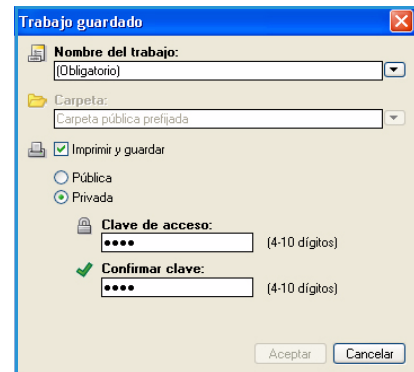 Trabajo guardado
Nombre del trabajo:
(Obligatorio)
Carpeta:
Carpeta pública prefijada
Imprimir y guardar
Pública
Privada
Clave de acceso:
•••• (4-10 dígitos)
Confirmar clave:
•••• (4-10 dígitos)
Aceptar Cancelar